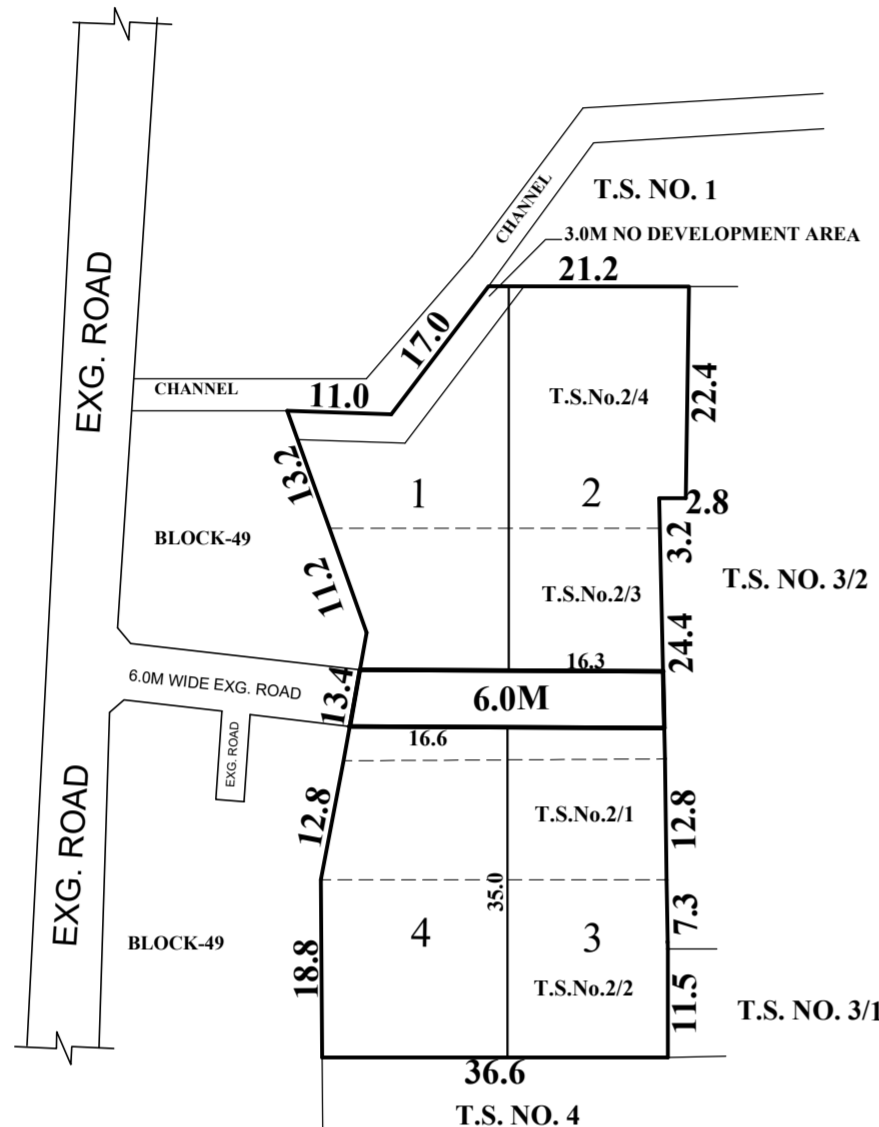 T.S. NO. 1
CHANNEL
3.0M NO DEVELOPMENT AREA
21.2
EXG. ROAD
17.0
CHANNEL
11.0
T.S.No.2/4
22.4
13.2
1
2
2.8
3.2
BLOCK-49
11.2
T.S.No.2/3
T.S. NO. 3/2
24.4
16.3
6.0M WIDE EXG. ROAD
13.4
6.0M
EXG. ROAD
16.6
12.8
T.S.No.2/1
12.8
EXG. ROAD
35.0
7.3
BLOCK-49
4
3
18.8
T.S.No.2/2
11.5
T.S. NO. 3/1
36.6
T.S. NO. 4